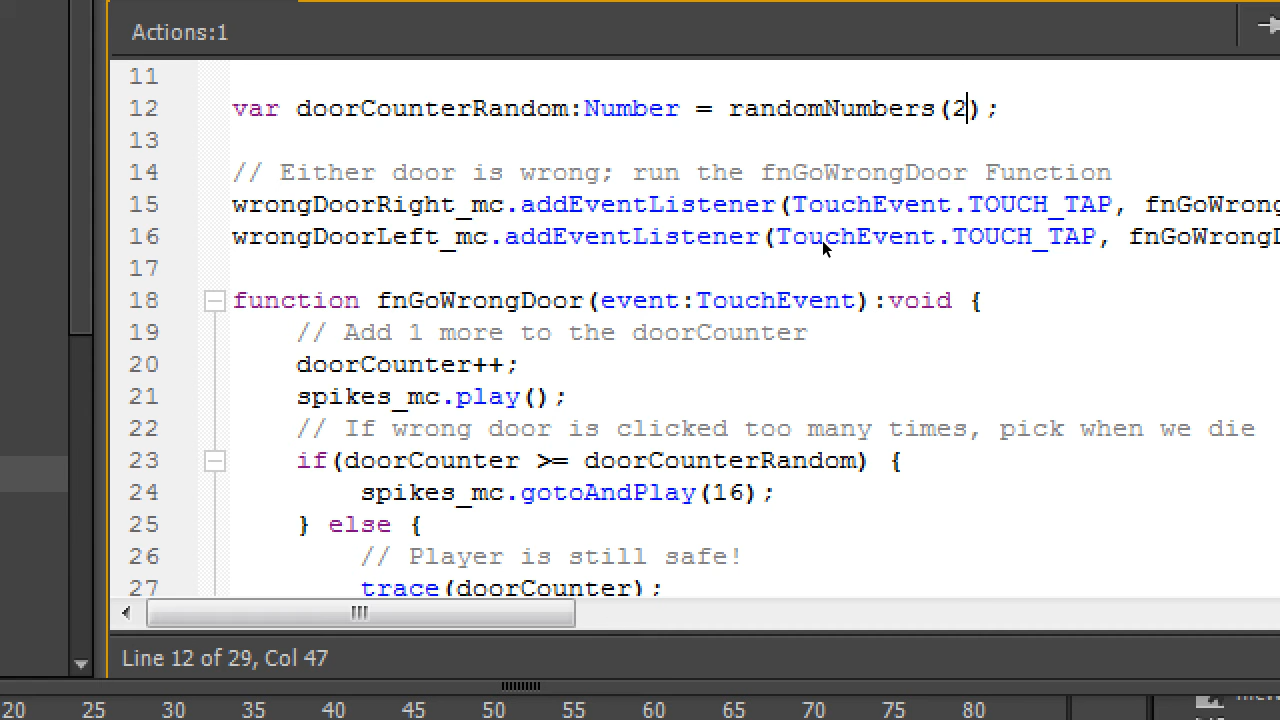 Actions:1
11
12 var doorCounterRandom:Number = randomNumbers(2);
13
14 // Either door is wrong; run the fnGoWrongDoor Function
15 wrongDoorRight_mc.addEventListener(TouchEvent.TOUCH_TAP, fnGoWrong
16 wrongDoorLeft_mc.addEventListener(TouchEvent.TOUCH_TAP, fnGoWrongD
17
18 function fnGoWrongDoor(event:TouchEvent):void {
19 // Add 1 more to the doorCounter
20 doorCounter++;
21 spikes_mc.play();
22 // If wrong door is clicked too many times, pick when we die
23 if(doorCounter >= doorCounterRandom) {
24 spikes_mc.gotoAndPlay(16);
25 } else {
26 // Player is still safe!
27 trace(doorCounter);
Line 12 of 29, Col 47
20 25 30 35 40 45 50 55 60 65 70 75 80